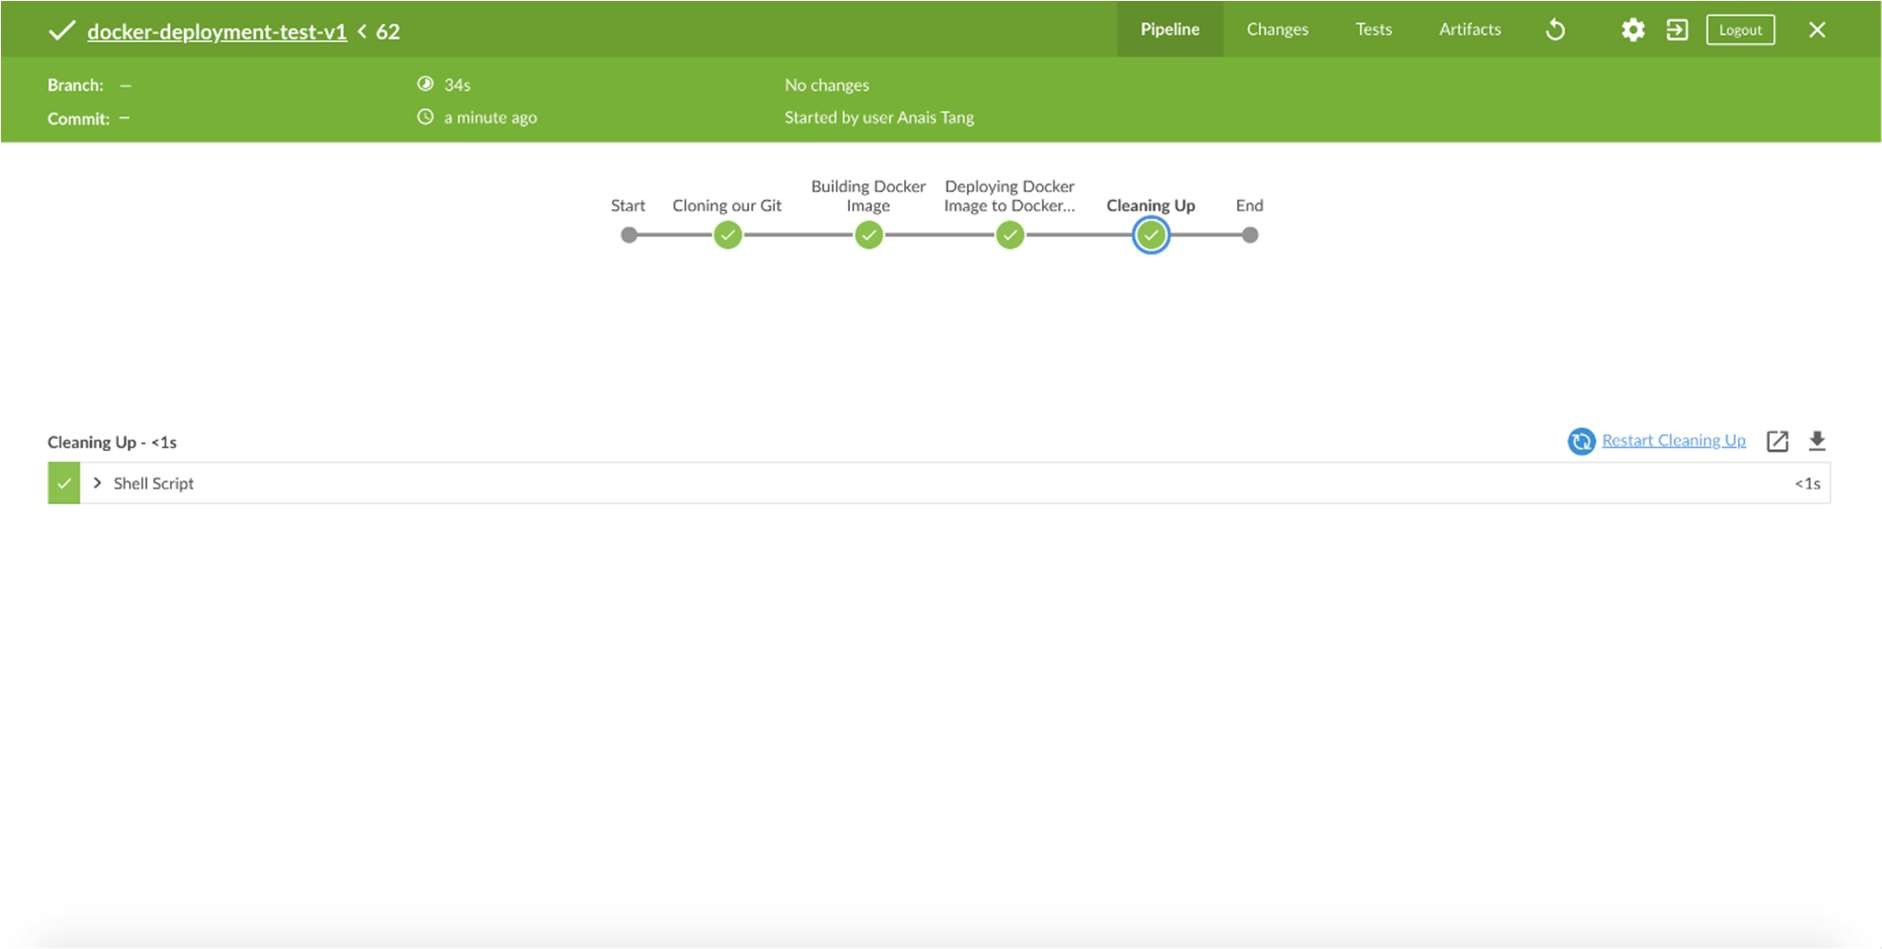 docker-deployment-test-v1 < 62
Pipeline
Changes
Tests
Artifacts
Logout
Branch: —
34s
No changes
Commit: —
a minute ago
Started by user Anais Tang
Start
Cloning our Git
Building Docker
Image
Deploying Docker
Image to Docker...
Cleaning Up
End
Cleaning Up - <1s
Restart Cleaning Up
Shell Script
<1s